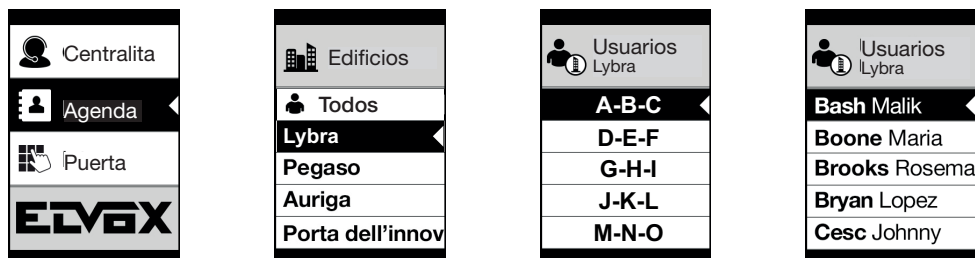 Centralita
Agenda
Puerta
ELVOX
Edificios
Todos
Lybra
Pegaso
Auriga
Porta dell'innov
Usuarios
Lybra
A-B-C
D-E-F
G-H-I
J-K-L
M-N-O
Usuarios
Lybra
Bash Malik
Boone Maria
Brooks Rosema
Bryan Lopez
Cesc Johnny